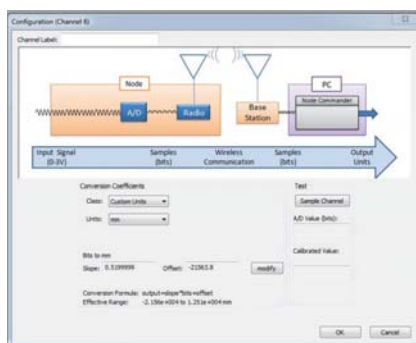 Configuration (Channel 6)
Channel Label:
Node
A/D
Radio
Base
Station
PC
Node Commander
Input Signal
(0-3V)
Samples
(bits)
Wireless
Communication
Samples
(bits)
Output
Units
Conversion Coefficients
Class: Custom Units
Units: mm
Bits to mm
Slope: 0.5199999 Offset: -21563.8 modify
Conversion Formula: output=slope*bits+offset
Effective Range: -2.156e+004 to 1.251e+004 mm
Test
Sample Channel
A/D Value (bits):
Calibrated Value:
OK Cancel